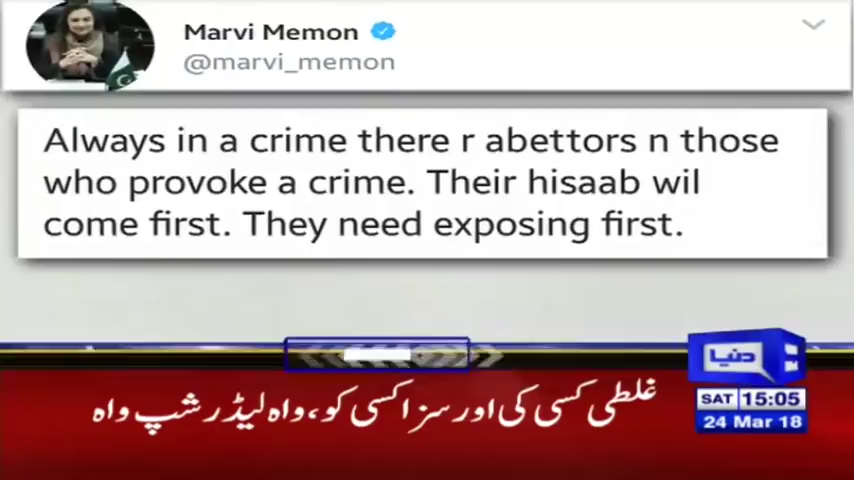 Marvi Memon
@marvi_memon
Always in a crime there r abettors n those
who provoke a crime. Their hisaab wil
come first. They need exposing first.
دنیا
SAT 15:05
24 Mar 18
غلطی کسی کی اور سزا کسی کو، واہ لیڈر شپ واہ